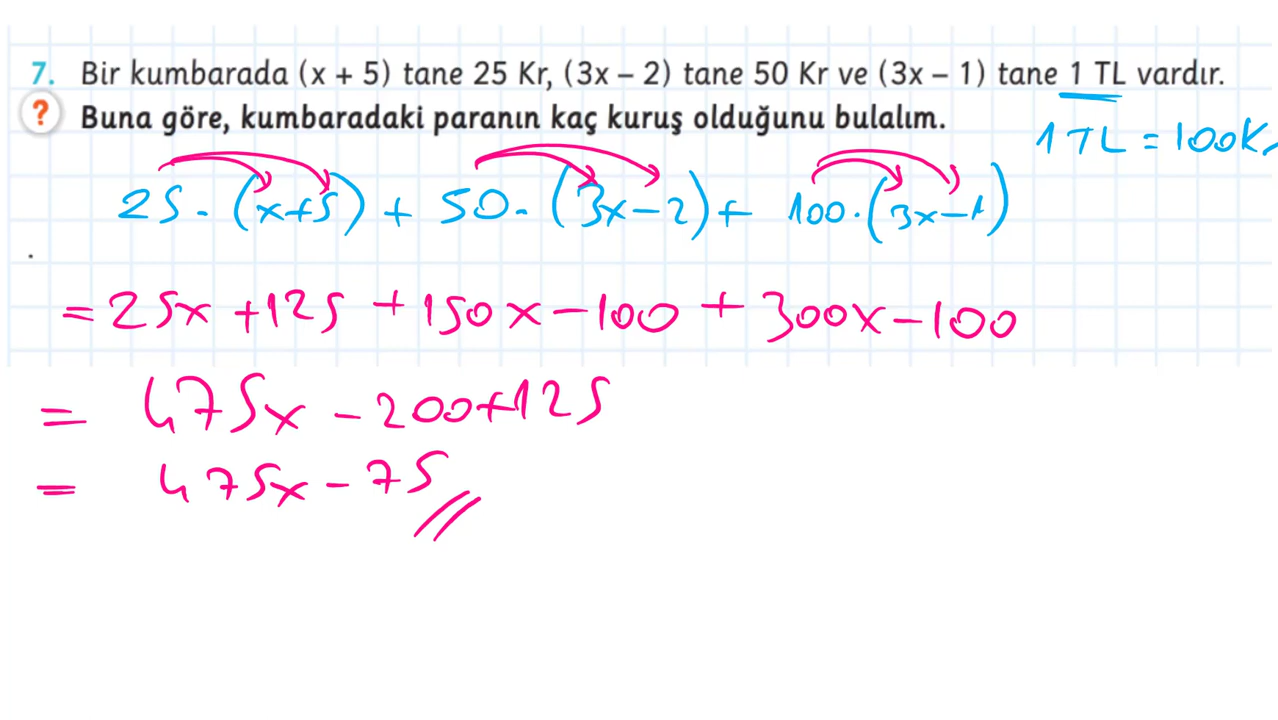 7. Bir kumbarada (x + 5) tane 25 Kr, (3x – 2) tane 50 Kr ve (3x – 1) tane 1 TL vardır.
? Buna göre, kumbaradaki paranın kaç kuruş olduğunu bulalım.
1 TL = 100K
25 . (x+5) + 50 . (3x-2) + 100 . (3x-1)
= 25x +125 +150x -100 + 300x -100
= 475x - 200+125
= 475x - 75